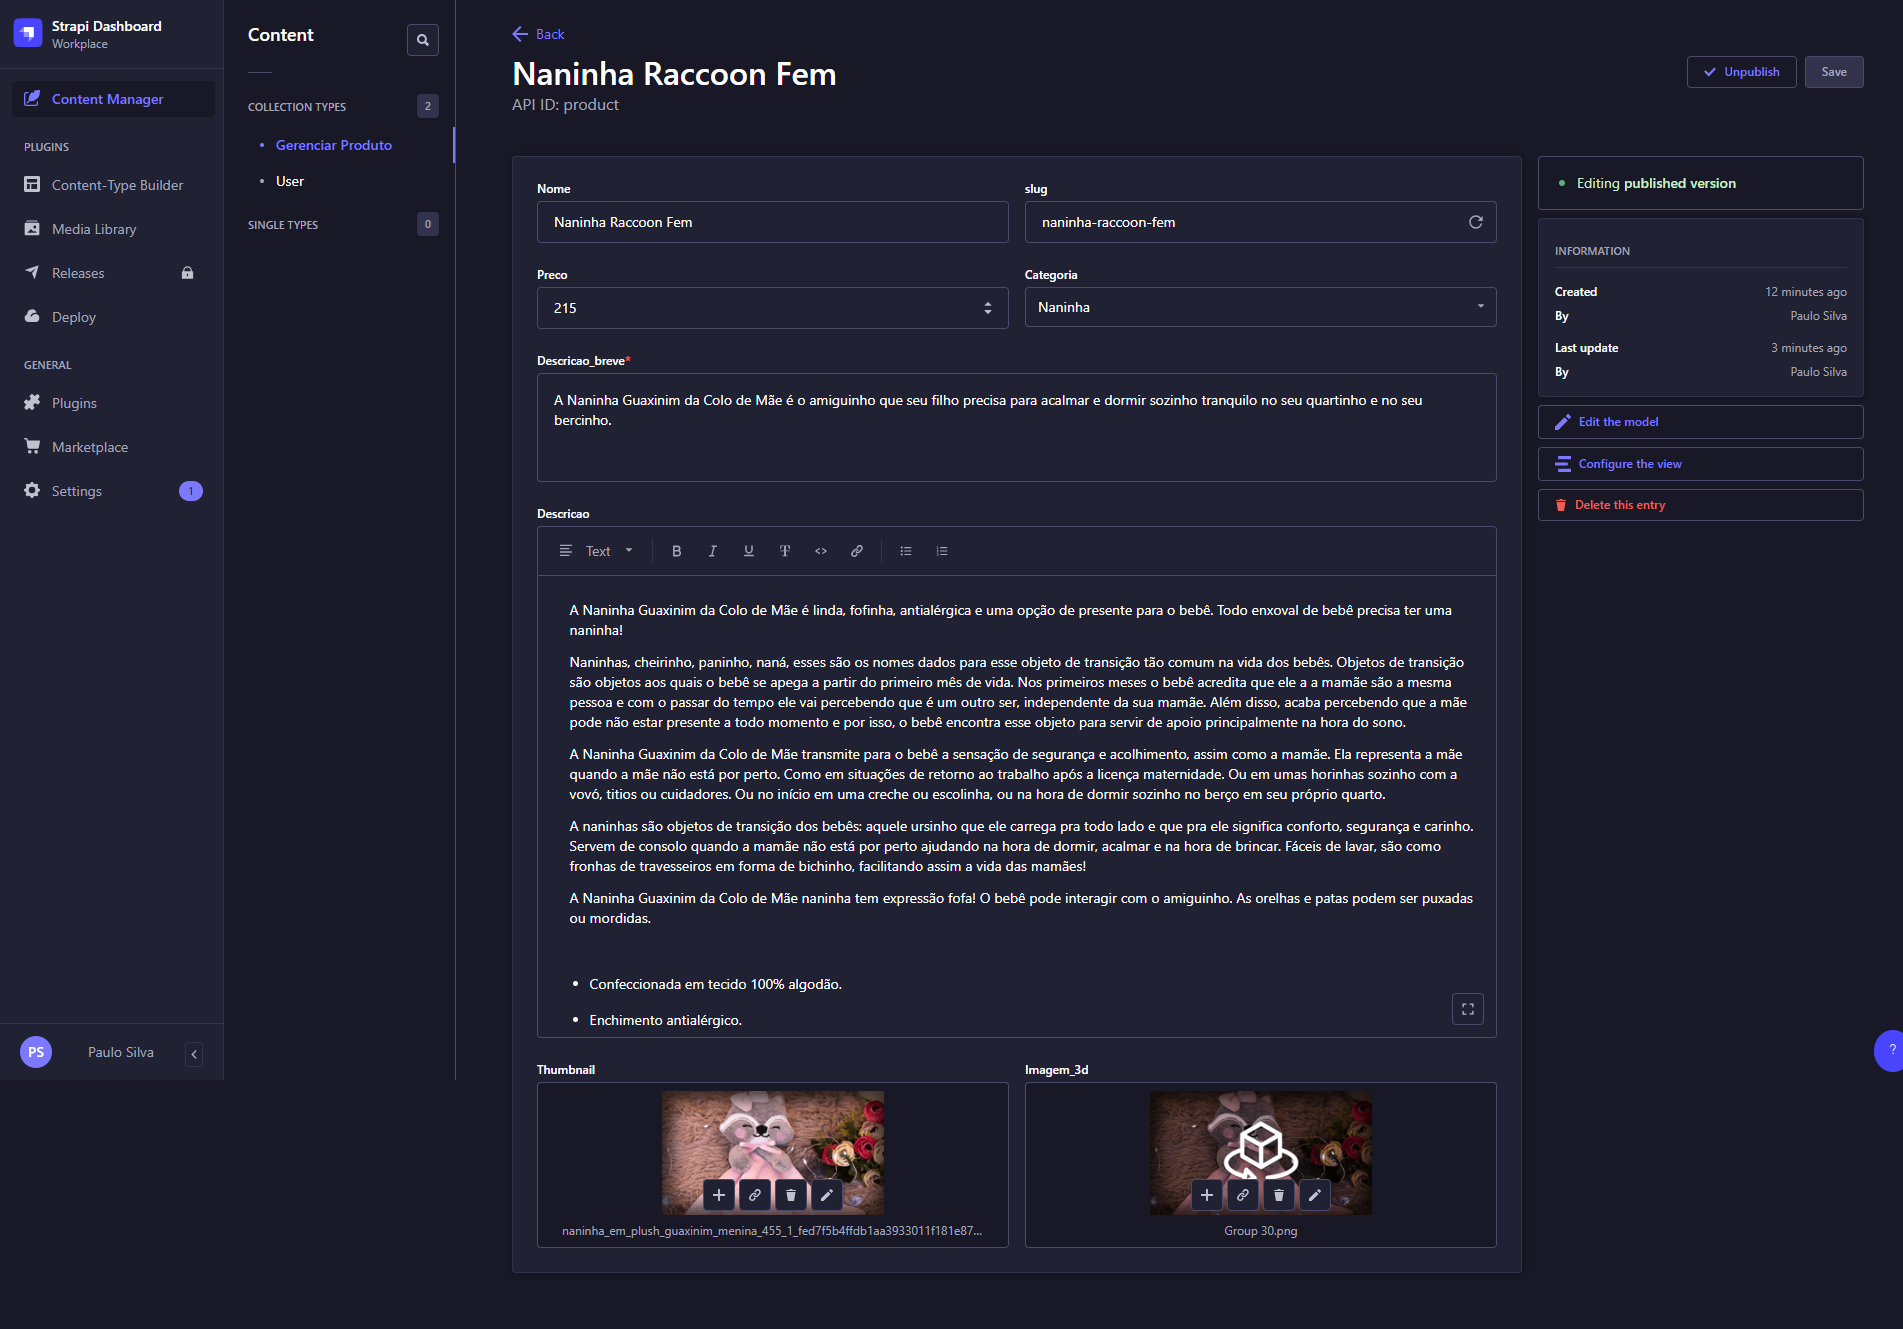 Strapi Dashboard
Workplace
Content Manager
PLUGINS
Content-Type Builder
Media Library
Releases
Deploy
GENERAL
Plugins
Marketplace
Settings
1
PS
Paulo Silva
Content
COLLECTION TYPES
2
Gerenciar Produto
User
SINGLE TYPES
0
Back
Naninha Raccoon Fem
API ID: product
Unpublish
Save
Nome
Naninha Raccoon Fem
slug
naninha-raccoon-fem
Preco
215
Categoria
Naninha
Descricao_breve*
A Naninha Guaxinim da Colo de Mãe é o amiguinho que seu filho precisa para acalmar e dormir sozinho tranquilo no seu quartinho e no seu
bercinho.
Descricao
Text
B
I
U
T
<>
A Naninha Guaxinim da Colo de Mãe é linda, fofinha, antialérgica e uma opção de presente para o bebê. Todo enxoval de bebê precisa ter uma
naninha!
Naninhas, cheirinho, paninho, naná, esses são os nomes dados para esse objeto de transição tão comum na vida dos bebês. Objetos de transição
são objetos aos quais o bebê se apega a partir do primeiro mês de vida. Nos primeiros meses o bebê acredita que ele a a mamãe são a mesma
pessoa e com o passar do tempo ele vai percebendo que é um outro ser, independente da sua mamãe. Além disso, acaba percebendo que a mãe
pode não estar presente a todo momento e por isso, o bebê encontra esse objeto para servir de apoio principalmente na hora do sono.
A Naninha Guaxinim da Colo de Mãe transmite para o bebê a sensação de segurança e acolhimento, assim como a mamãe. Ela representa a mãe
quando a mãe não está por perto. Como em situações de retorno ao trabalho após a licença maternidade. Ou em umas horinhas sozinho com a
vovó, titios ou cuidadores. Ou no início em uma creche ou escolinha, ou na hora de dormir sozinho no berço em seu próprio quarto.
A naninhas são objetos de transição dos bebês: aquele ursinho que ele carrega pra todo lado e que pra ele significa conforto, segurança e carinho.
Servem de consolo quando a mamãe não está por perto ajudando na hora de dormir, acalmar e na hora de brincar. Fáceis de lavar, são como
fronhas de travesseiros em forma de bichinho, facilitando assim a vida das mamães!
A Naninha Guaxinim da Colo de Mãe naninha tem expressão fofa! O bebê pode interagir com o amiguinho. As orelhas e patas podem ser puxadas
ou mordidas.
• Confeccionada em tecido 100% algodão.
• Enchimento antialérgico.
Thumbnail
naninha_em_plush_guaxinim_menina_455_1_fed7f5b4ffdb1aa3933011f181e87...
Imagem_3d
Group 30.png
Editing published version
INFORMATION
Created
12 minutes ago
By
Paulo Silva
Last update
3 minutes ago
By
Paulo Silva
Edit the model
Configure the view
Delete this entry
?